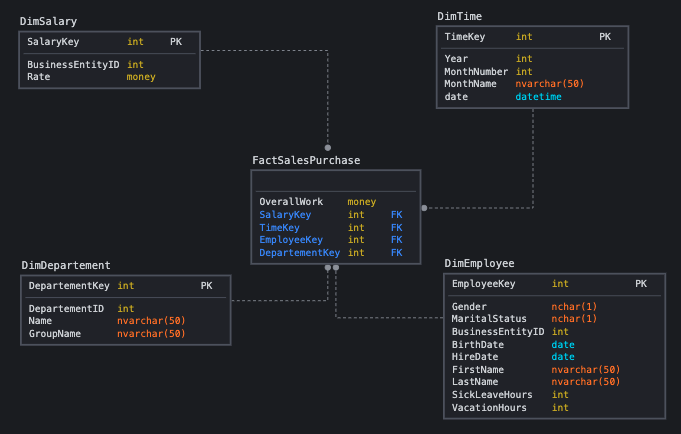 DimSalary
SalaryKey int PK
BusinessEntityID int
Rate money
DimTime
TimeKey int PK
Year int
MonthNumber int
MonthName nvarchar(50)
date datetime
FactSalesPurchase
OverallWork money
SalaryKey int FK
TimeKey int FK
EmployeeKey int FK
DepartementKey int FK
DimDepartement
DepartementKey int PK
DepartementID int
Name nvarchar(50)
GroupName nvarchar(50)
DimEmployee
EmployeeKey int PK
Gender nchar(1)
MaritalStatus nchar(1)
BusinessEntityID int
BirthDate date
HireDate date
FirstName nvarchar(50)
LastName nvarchar(50)
SickLeaveHours int
VacationHours int